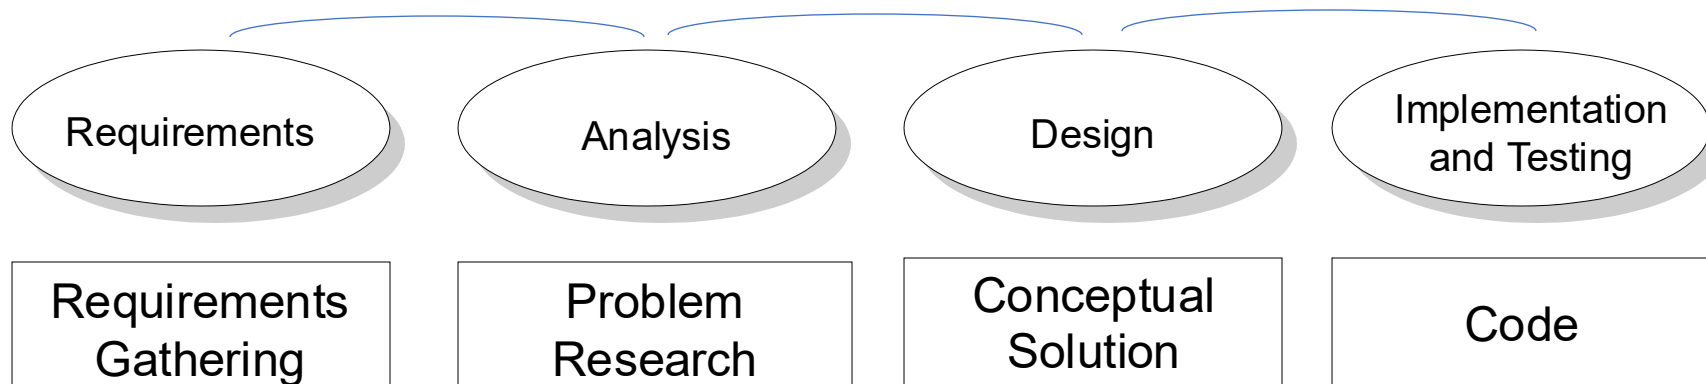 Requirements
Analysis
Design
Implementation
and Testing
Requirements
Gathering
Problem
Research
Conceptual
Solution
Code